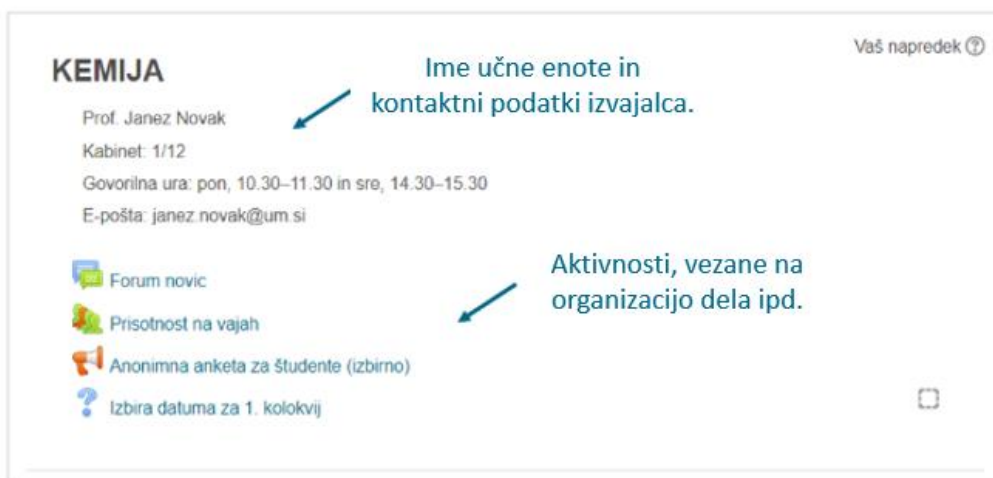 Vaš napredek
KEMIJA
Ime učne enote in
kontaktni podatki izvajalca.
Prof. Janez Novak
Kabinet: 1/12
Govorilna ura: pon, 10.30–11.30 in sre, 14.30–15.30
E-pošta: janez.novak@um.si
Aktivnosti, vezane na
organizacijo dela ipd.
Forum novic
Prisotnost na vajah
Anonimna anketa za študente (izbirno)
Izbira datuma za 1. kolokvij